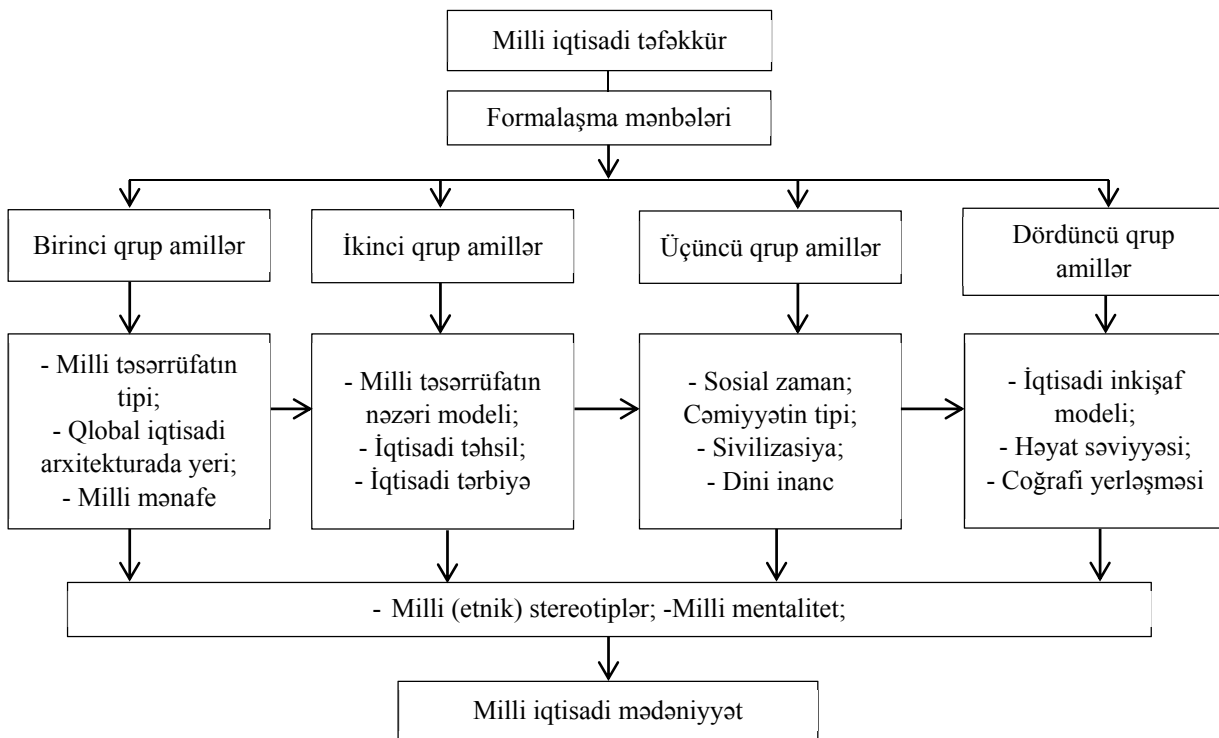 Milli iqtisadi təfəkkür
Formalaşma mənbələri
Birinci qrup amillər
İkinci qrup amillər
Üçüncü qrup amillər
Dördüncü qrup
amillər
- Milli təsərrüfatın
tipi;
- Qlobal iqtisadi
arxitekturada yeri;
- Milli mənafe
- Milli təsərrüfatın
nəzəri modeli;
- İqtisadi təhsil;
- İqtisadi tərbiyə
- Sosial zaman;
Cəmiyyətin tipi;
- Sivilizasiya;
- Dini inanc
- İqtisadi inkişaf
modeli;
- Həyat səviyyəsi;
- Coğrafi yerləşməsi
- Milli (etnik) stereotiplər; -Milli mentalitet;
Milli iqtisadi mədəniyyət